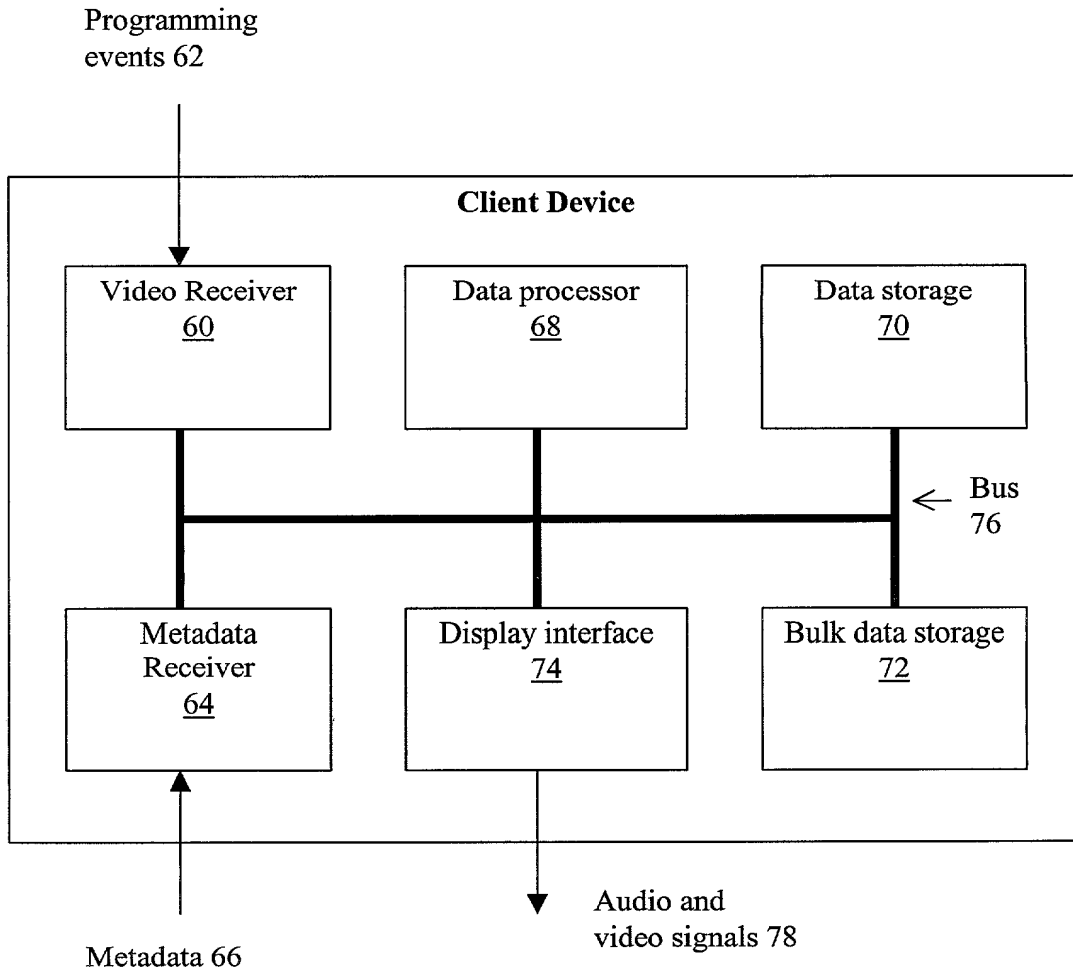 Programming
events 62
Client Device
Video Receiver
60
Data processor
68
Data storage
70
Bus
76
Metadata
Receiver
64
Display interface
74
Bulk data storage
72
Audio and
video signals 78
Metadada 66